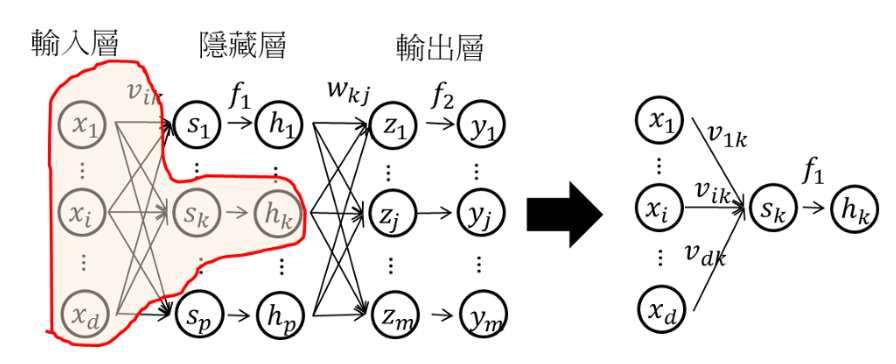 輸入層 隱藏層 輸出層
v_{ik} f_1 w_{kj} f_2
x_1 s_1 h_1 z_1 y_1 x_1 v_{1k}
⋮ ⋮ ⋮ ⋮ ⋮ ⋮ f_1
x_i s_k h_k z_j y_j x_i v_{ik} s_k h_k
⋮ ⋮ ⋮ ⋮ ⋮ ⋮ v_{dk}
x_d s_p h_p z_m y_m x_d